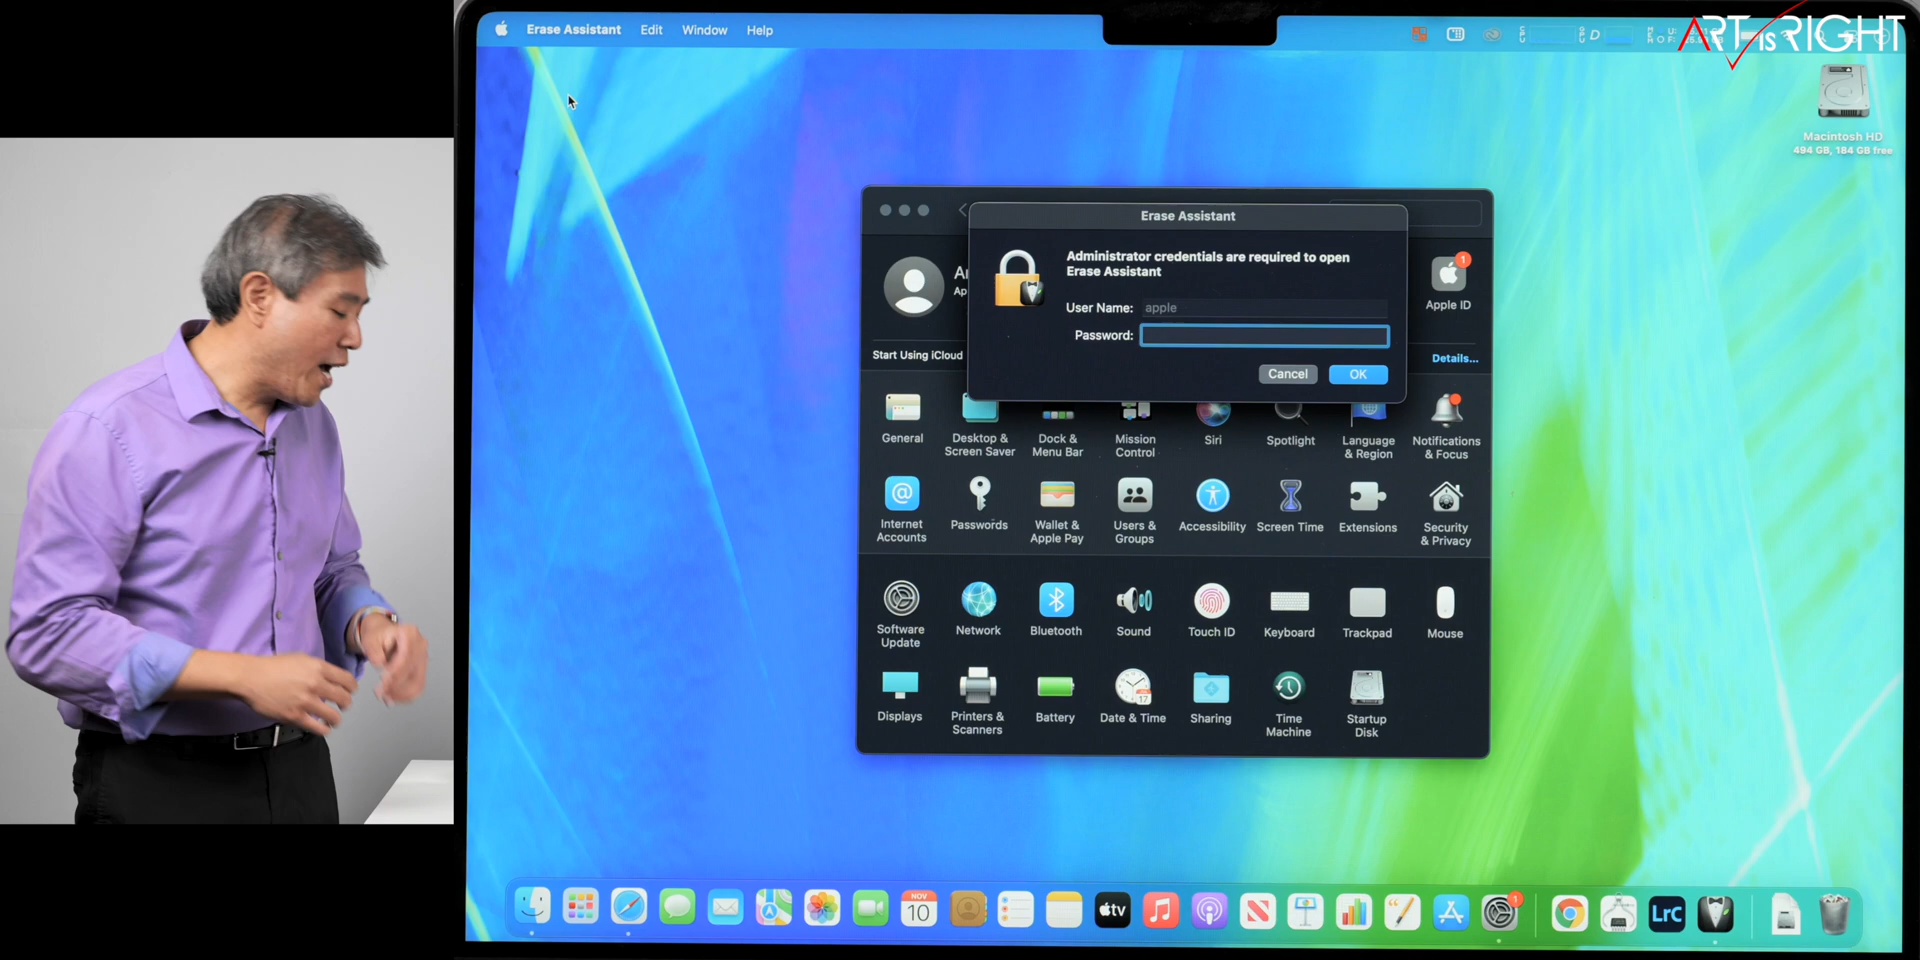 Erase Assistant Edit Window Help
ART IS RIGHT
Macintosh HD
494 GB, 184 GB free
Erase Assistant
Administrator credentials are required to open
Erase Assistant
User Name: apple
Password:
Cancel OK
1
Apple ID
Start Using iCloud
Details...
General
Desktop &
Screen Saver
Dock &
Menu Bar
Mission
Control
Siri
Spotlight
Language
& Region
Notifications
& Focus
Internet
Accounts
Passwords
Wallet &
Apple Pay
Users &
Groups
Accessibility
Screen Time
Extensions
Security
& Privacy
Software
Update
Network
Bluetooth
Sound
Touch ID
Keyboard
Trackpad
Mouse
Displays
Printers &
Scanners
Battery
17
Date & Time
Sharing
Time
Machine
Startup
Disk
NOV
10
tv
1
LrC